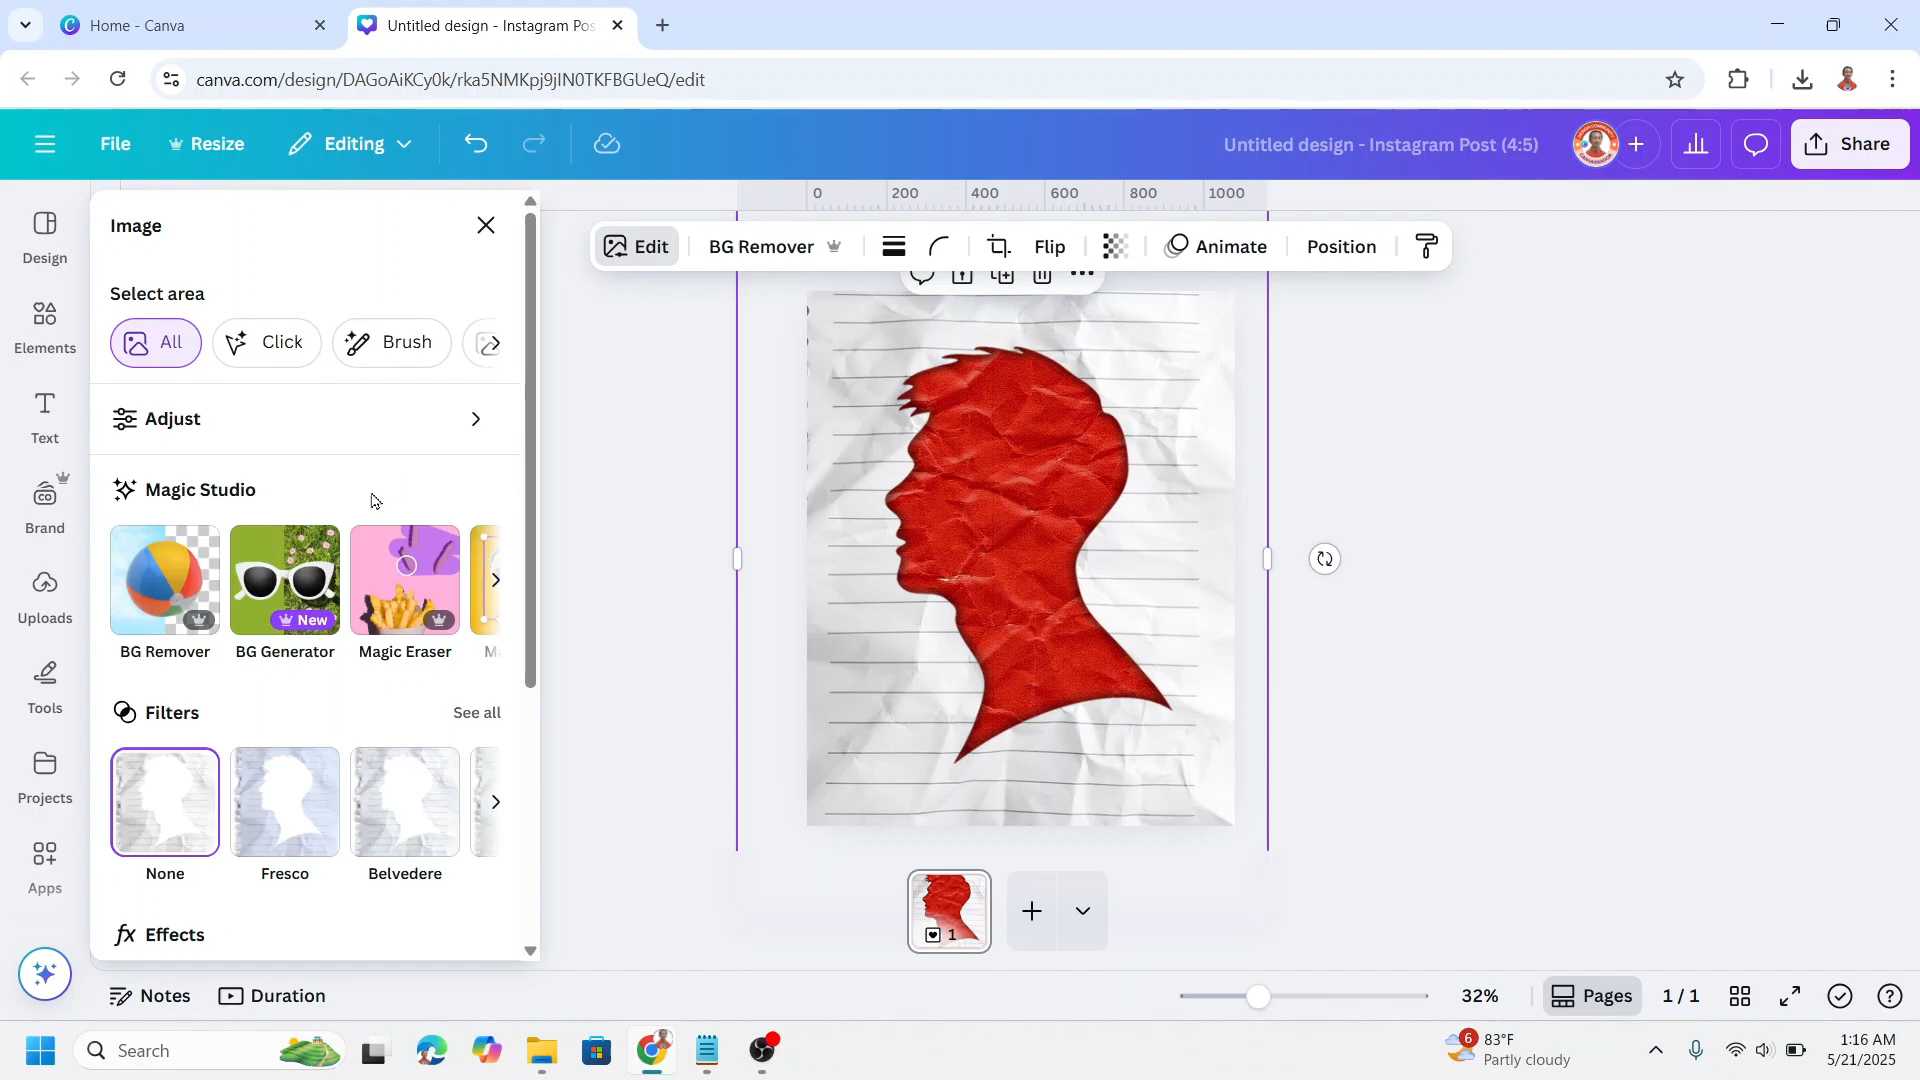 Home - Canva
Untitled design - Instagram Pos
canva.com/design/DAGoAiKCy0k/rka5NMKpj9jIN0TKFBGUeQ/edit
File
Resize
Editing
Untitled design - Instagram Post (4:5)
Share
Design
Elements
Text
Brand
Uploads
Tools
Projects
Apps
Image
Select area
All
Click
Brush
Adjust
Magic Studio
New
BG Remover
BG Generator
Magic Eraser
Filters
See all
None
Fresco
Belvedere
fx Effects
0 200 400 600 800 1000
Edit
BG Remover
Flip
Animate
Position
1
Notes
Duration
32%
Pages
1 / 1
Search
6
83°F
Partly cloudy
1:16 AM
5/21/2025